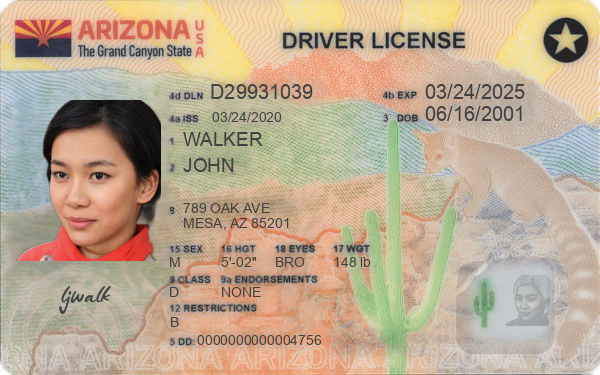 ARIZONA USA
The Grand Canyon State
DRIVER LICENSE
4d DLN D29931039 4b EXP 03/24/2025
4a ISS 03/24/2020 3 DOB 06/16/2001
1 WALKER
2 JOHN
8 789 OAK AVE
MESA, AZ 85201
15 SEX 16 HGT 18 EYES 17 WGT
M 5'-02" BRO 148 lb
9 CLASS 9a ENDORSEMENTS
D NONE
12 RESTRICTIONS
B
5 DD: 0000000000004756
Gwalk
ARIZONA ARIZONA ARIZONA ARIZONA